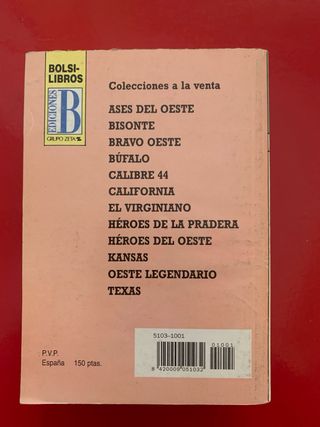 BOLSI-
LIBROS
EDICIONES
B
GRUPO ZETA
Colecciones a la venta
ASES DEL OESTE
BISONTE
BRAVO OESTE
BÚFALO
CALIBRE 44
CALIFORNIA
EL VIRGINIANO
HÉROES DE LA PRADERA
HÉROES DEL OESTE
KANSAS
OESTE LEGENDARIO
TEXAS
5103-1001
01001
8 420009 051032
P.V.P.
España 150 ptas.